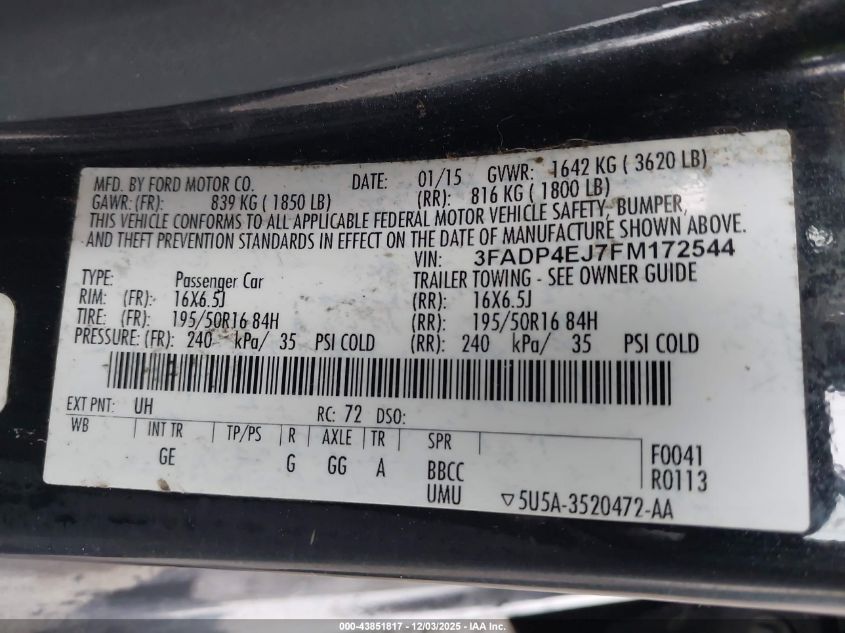 MFD. BY FORD MOTOR CO. DATE: 01/15 GVWR: 1642 KG ( 3620 LB)
GAWR: (FR): 839 KG ( 1850 LB) (RR): 816 KG ( 1800 LB)
THIS VEHICLE CONFORMS TO ALL APPLICABLE FEDERAL MOTOR VEHICLE SAFETY, BUMPER,
AND THEFT PREVENTION STANDARDS IN EFFECT ON THE DATE OF MANUFACTURE SHOWN ABOVE.
VIN: 3FADP4EJ7FM172544
TYPE: Passenger Car TRAILER TOWING - SEE OWNER GUIDE
RIM: (FR): 16X6.5J (RR): 16X6.5J
TIRE: (FR): 195/50R16 84H (RR): 195/50R16 84H
PRESSURE: (FR): 240 kPa/ 35 PSI COLD (RR): 240 kPa/ 35 PSI COLD
EXT PNT: UH RC: 72 DSO:
WB INT TR TP/PS R AXLE TR SPR F0041
GE G GG A BBCC R0113
UMU ▽5U5A-3520472-AA
000-43851817 - 12/03/2025 - IAA Inc.